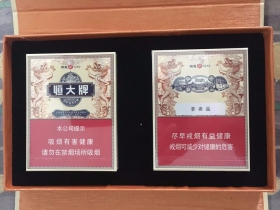 恒大牌
本公司提示
吸烟有害健康
请勿在禁烟场所吸烟
尽早戒烟有益健康
戒烟可减少对健康的危害